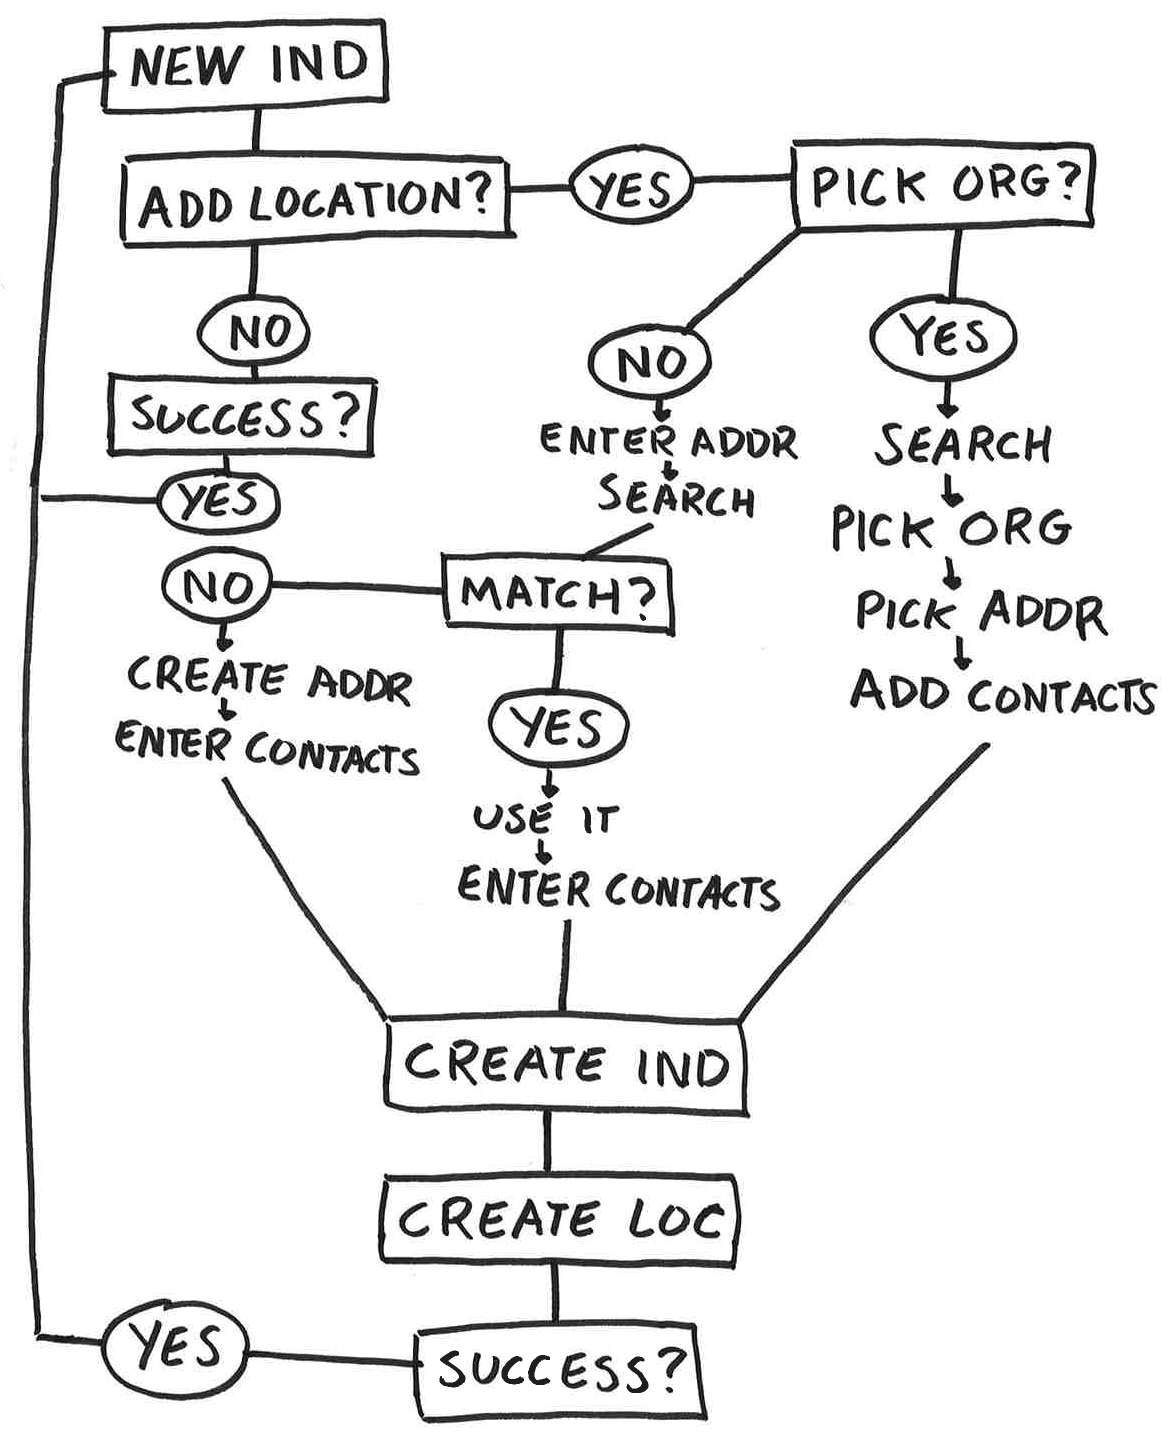 NEW IND
ADD LOCATION?
YES
PICK ORG?
NO
SUCCESS?
YES
NO
ENTER ADDR
SEARCH
YES
SEARCH
PICK ORG
PICK ADDR
ADD CONTACTS
MATCH?
NO
CREATE ADDR
ENTER CONTACTS
YES
USE IT
ENTER CONTACTS
CREATE IND
CREATE LOC
SUCCESS?
YES